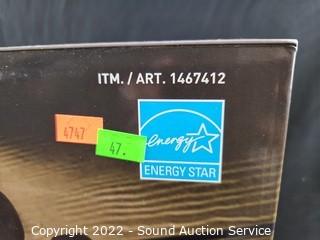 ITM. / ART. 1467412
4747
47.
energy
ENERGY STAR
Copyright 2022 - Sound Auction Service